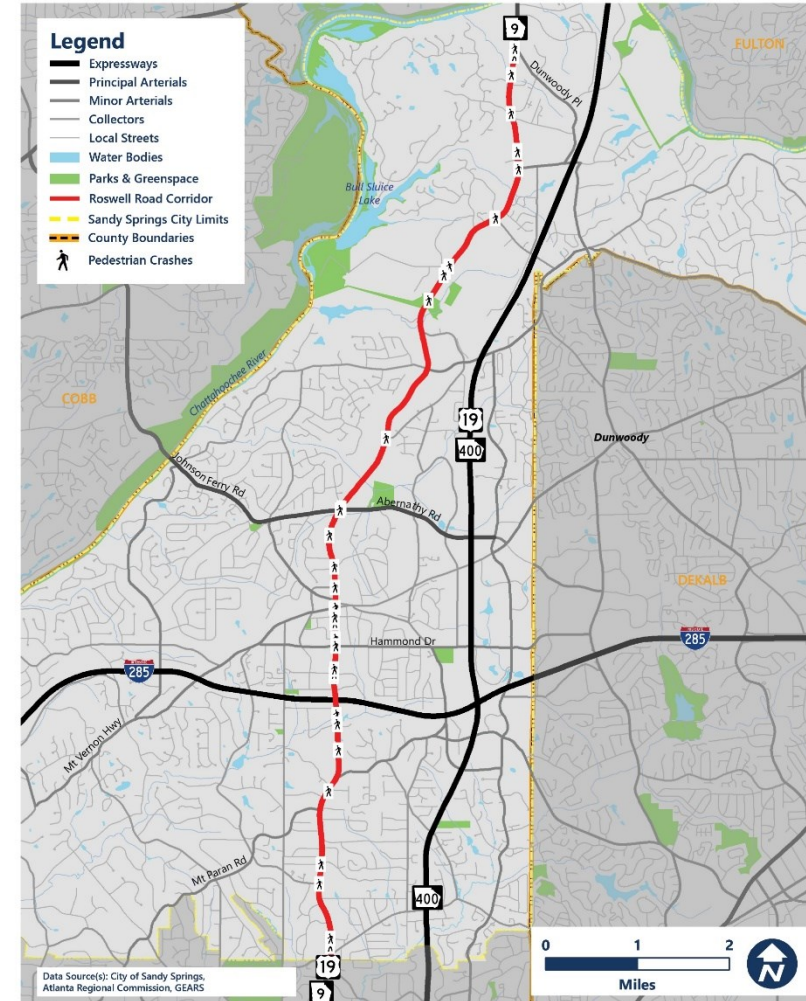 Legend
Expressways
Principal Arterials
Minor Arterials
Collectors
Local Streets
Water Bodies
Parks & Greenspace
Roswell Road Corridor
Sandy Springs City Limits
County Boundaries
Pedestrian Crashes
9
Dunwoody Pl
FULTON
Bull Sluice
Lake
Chattahoochee River
COBB
19
400
Dunwoody
Johnson Ferry Rd
Abernathy Rd
DEKALB
Hammond Dr
285
285
Mt Vernon Hwy
Mt Paran Rd
400
19
9
0 1 2
Miles
N
Data Source(s): City of Sandy Springs,
Atlanta Regional Commission, GEARS